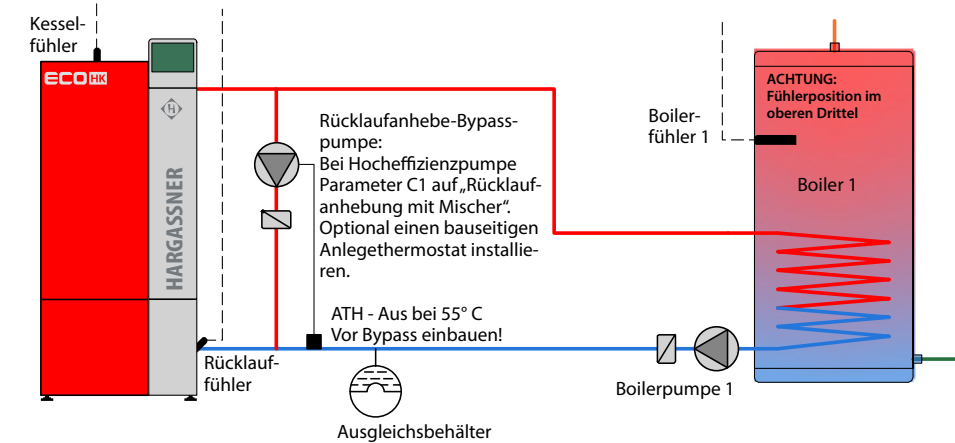 Kessel-
fühler
ECO HK
HARGASSNER
H
Rücklaufanhebe-Bypass-
pumpe:
Bei Hocheffizienzpumpe
Parameter C1 auf „Rücklauf-
anhebung mit Mischer“.
Optional einen bauseitigen
Anlegethermostat installie-
ren.
ATH - Aus bei 55° C
Vor Bypass einbauen!
Rücklauf-
fühler
Ausgleichsbehälter
Boilerpumpe 1
Boiler-
fühler 1
ACHTUNG:
Fühlerposition im
oberen Drittel
Boiler 1